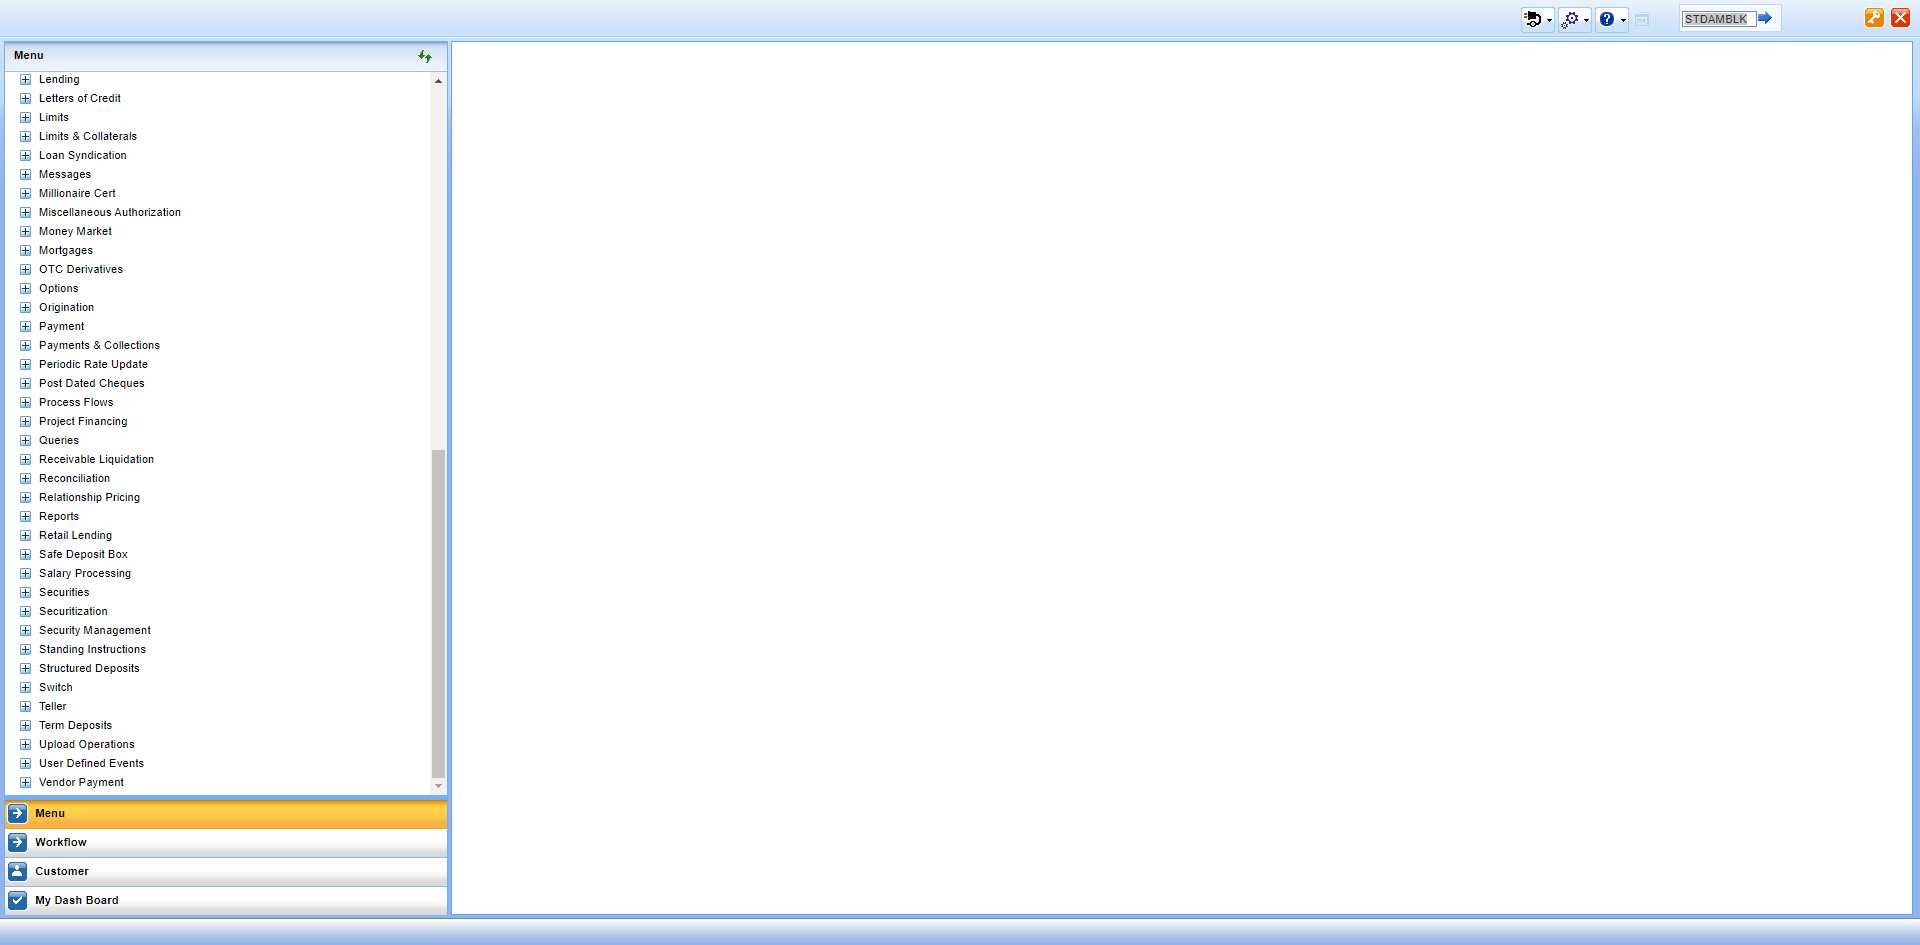 STDAMBLK
Menu
Lending
Letters of Credit
Limits
Limits & Collaterals
Loan Syndication
Messages
Millionaire Cert
Miscellaneous Authorization
Money Market
Mortgages
OTC Derivatives
Options
Origination
Payment
Payments & Collections
Periodic Rate Update
Post Dated Cheques
Process Flows
Project Financing
Queries
Receivable Liquidation
Reconciliation
Relationship Pricing
Reports
Retail Lending
Safe Deposit Box
Salary Processing
Securities
Securitization
Security Management
Standing Instructions
Structured Deposits
Switch
Teller
Term Deposits
Upload Operations
User Defined Events
Vendor Payment
Menu
Workflow
Customer
My Dash Board